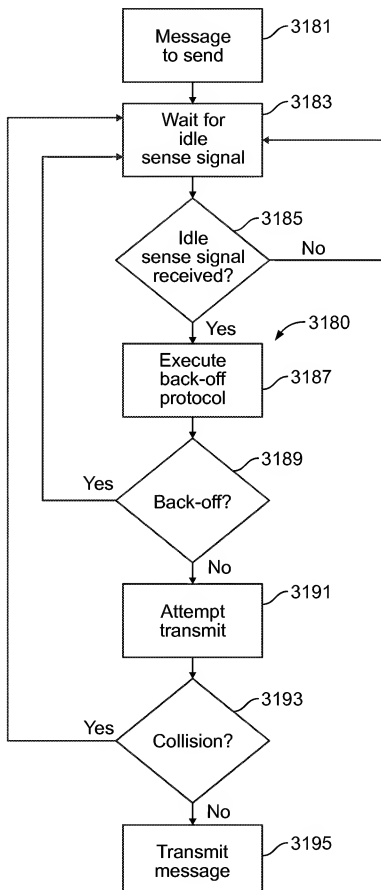 Message
to send
3181
Wait for
idle
sense signal
3183
Idle
sense signal
received?
3185
No
Yes
3180
Execute
back-off
protocol
3187
Back-off?
3189
Yes
No
Attempt
transmit
3191
Collision?
3193
Yes
No
Transmit
message
3195